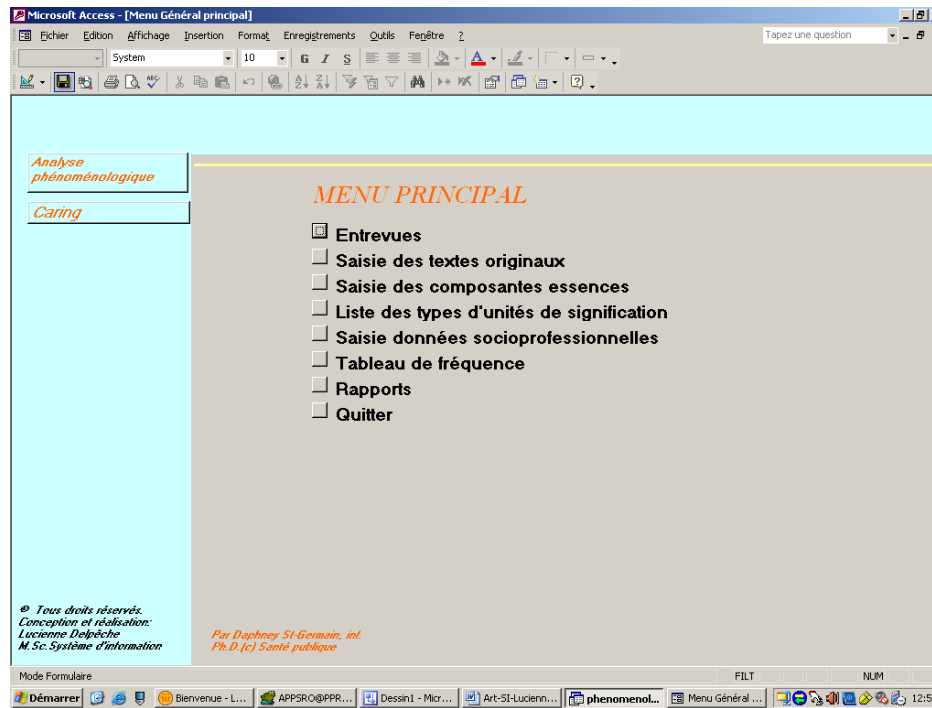 Microsoft Access - [Menu Général principal]
Fichier Edition Affichage Insertion Format Enregistrements Outils Fenêtre ? Tapez une question
System 10 G I S
Analyse
phénoménologique
Caring
MENU PRINCIPAL
Entrevues
Saisie des textes originaux
Saisie des composantes essences
Liste des types d'unités de signification
Saisie données socioprofessionnelles
Tableau de fréquence
Rapports
Quitter
© Tous droits réservés.
Conception et réalisation:
Lucienne Delpêche
M.Sc.Système d'information
Par Daphney St-Germain, inf.
Ph.D.(c) Santé publique
Mode Formulaire FILT NUM
Démarrer Bienvenue - L... APPSRO@PPR... Dessin1 - Micr... Art-SI-Lucienn... phenomenol... Menu Général ... 12:5